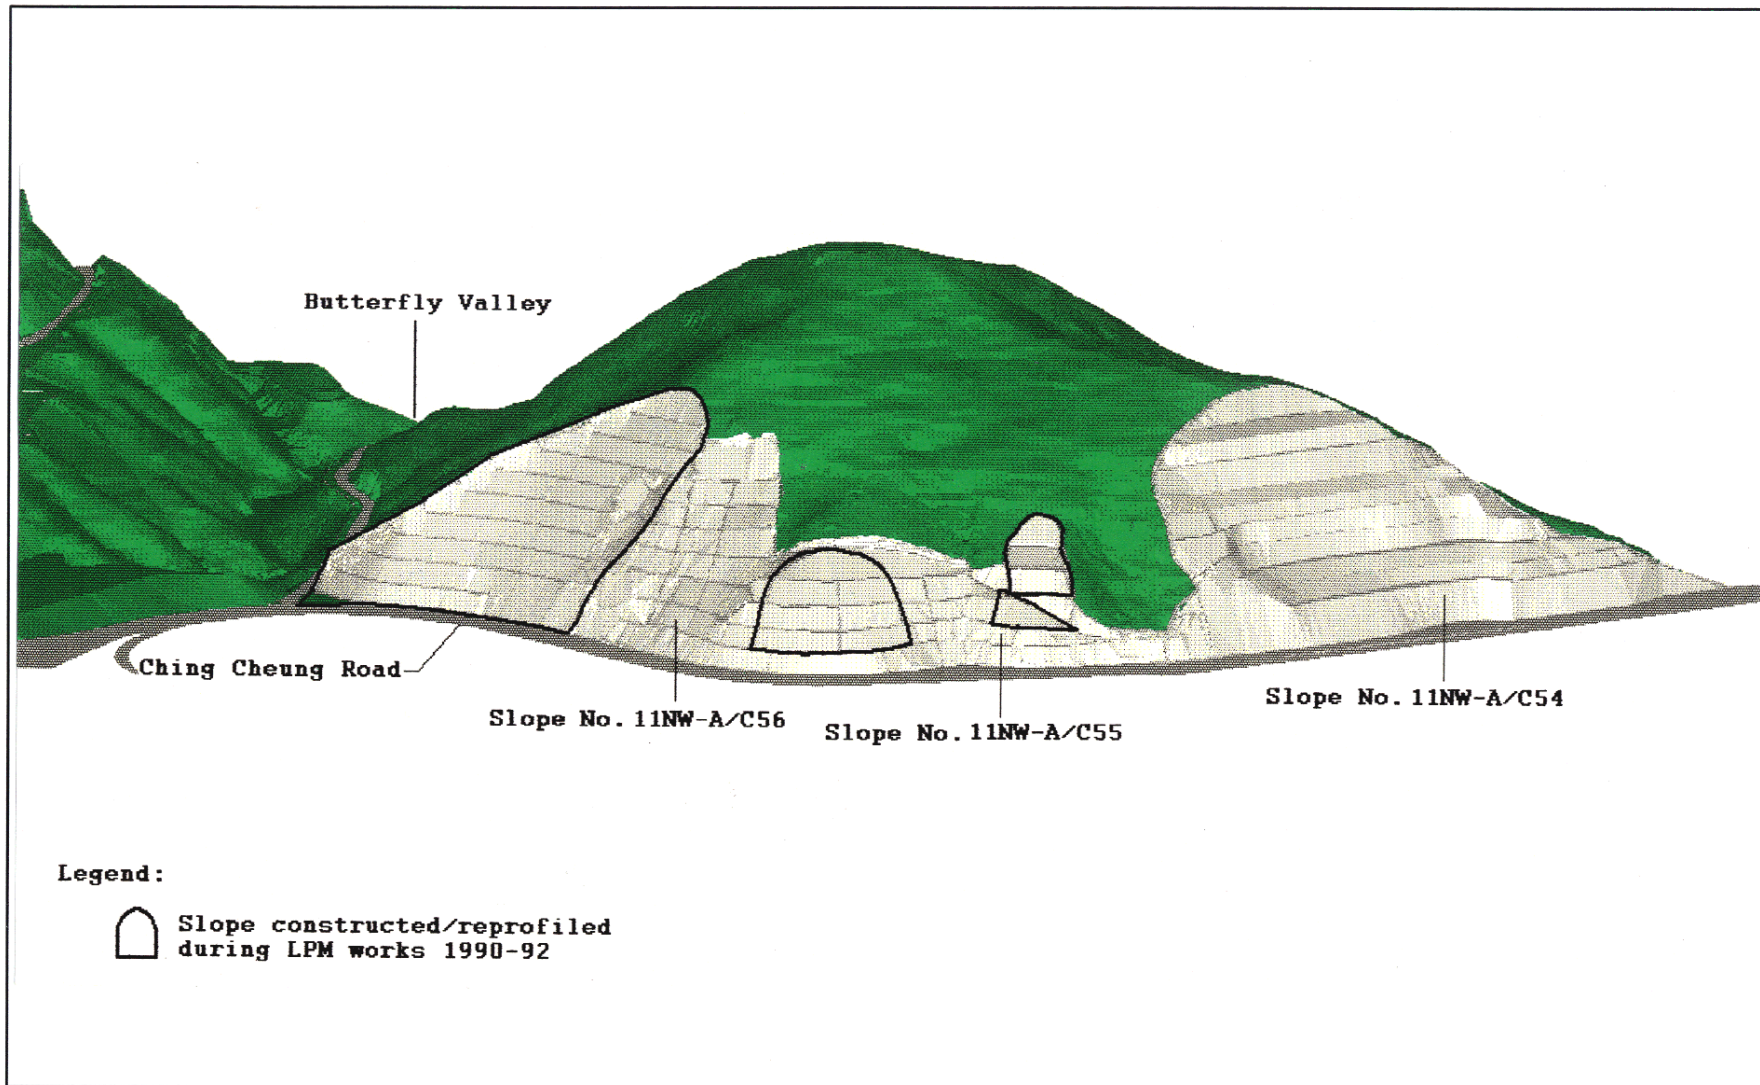 Butterfly Valley
Ching Cheung Road
Slope No. 11NW-A/C56
Slope No. 11NW-A/C55
Slope No. 11NW-A/C54
Legend:
Slope constructed/reprofiled
during LPM works 1990-92